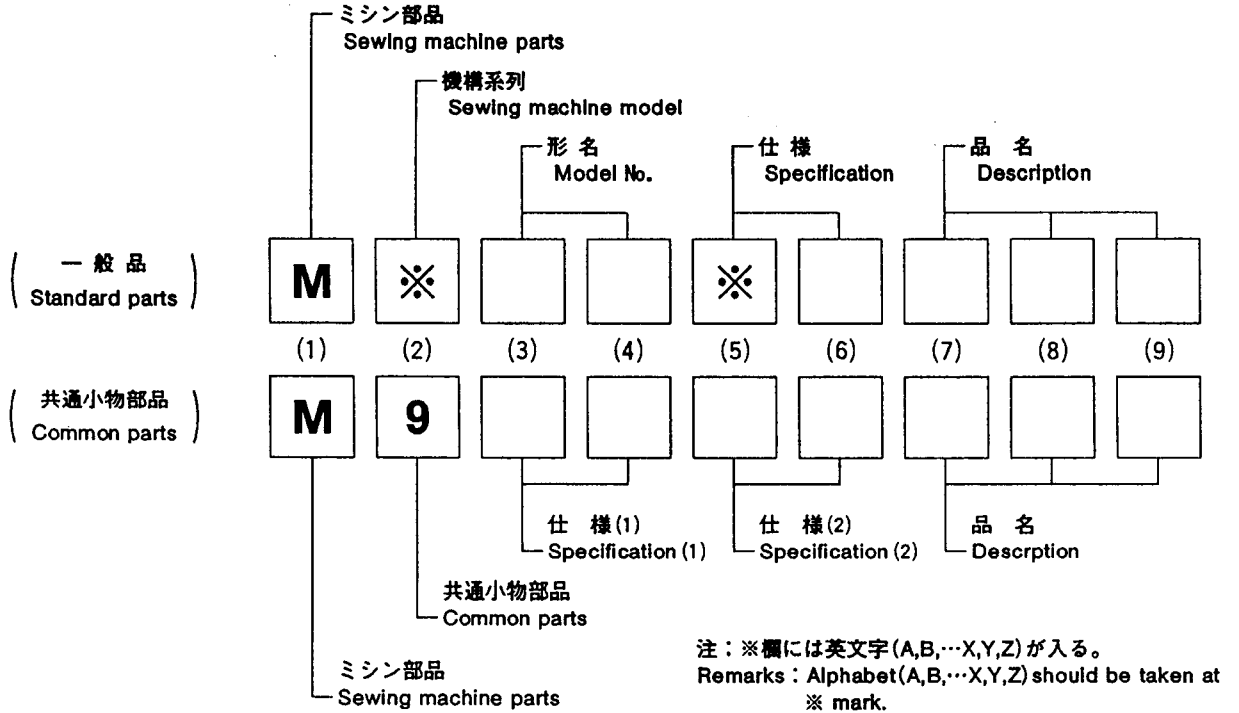 ミシン部品
Sewing machine parts
機構系列
Sewing machine model
形 名
Model No.
仕 様
Specification
品 名
Description
一 般 品
Standard parts
M ※ ※
(1) (2) (3) (4) (5) (6) (7) (8) (9)
共通小物部品
Common parts
M 9
仕 様(1)
Specification(1)
仕 様(2)
Specification(2)
品 名
Descrption
共通小物部品
Common parts
ミシン部品
Sewing machine parts
注：※欄には英文字(A,B,…X,Y,Z)が入る。
Remarks：Alphabet(A,B,…X,Y,Z)should be taken at
※ mark.